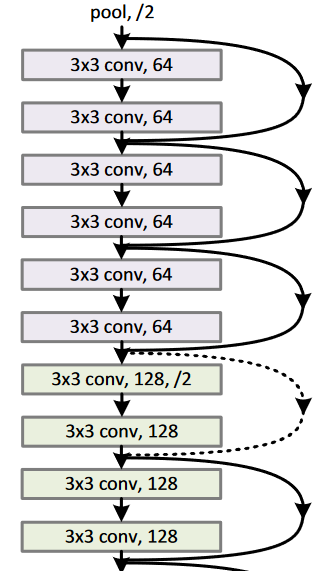 pool, /2
3x3 conv, 64
3x3 conv, 64
3x3 conv, 64
3x3 conv, 64
3x3 conv, 64
3x3 conv, 64
3x3 conv, 128, /2
3x3 conv, 128
3x3 conv, 128
3x3 conv, 128